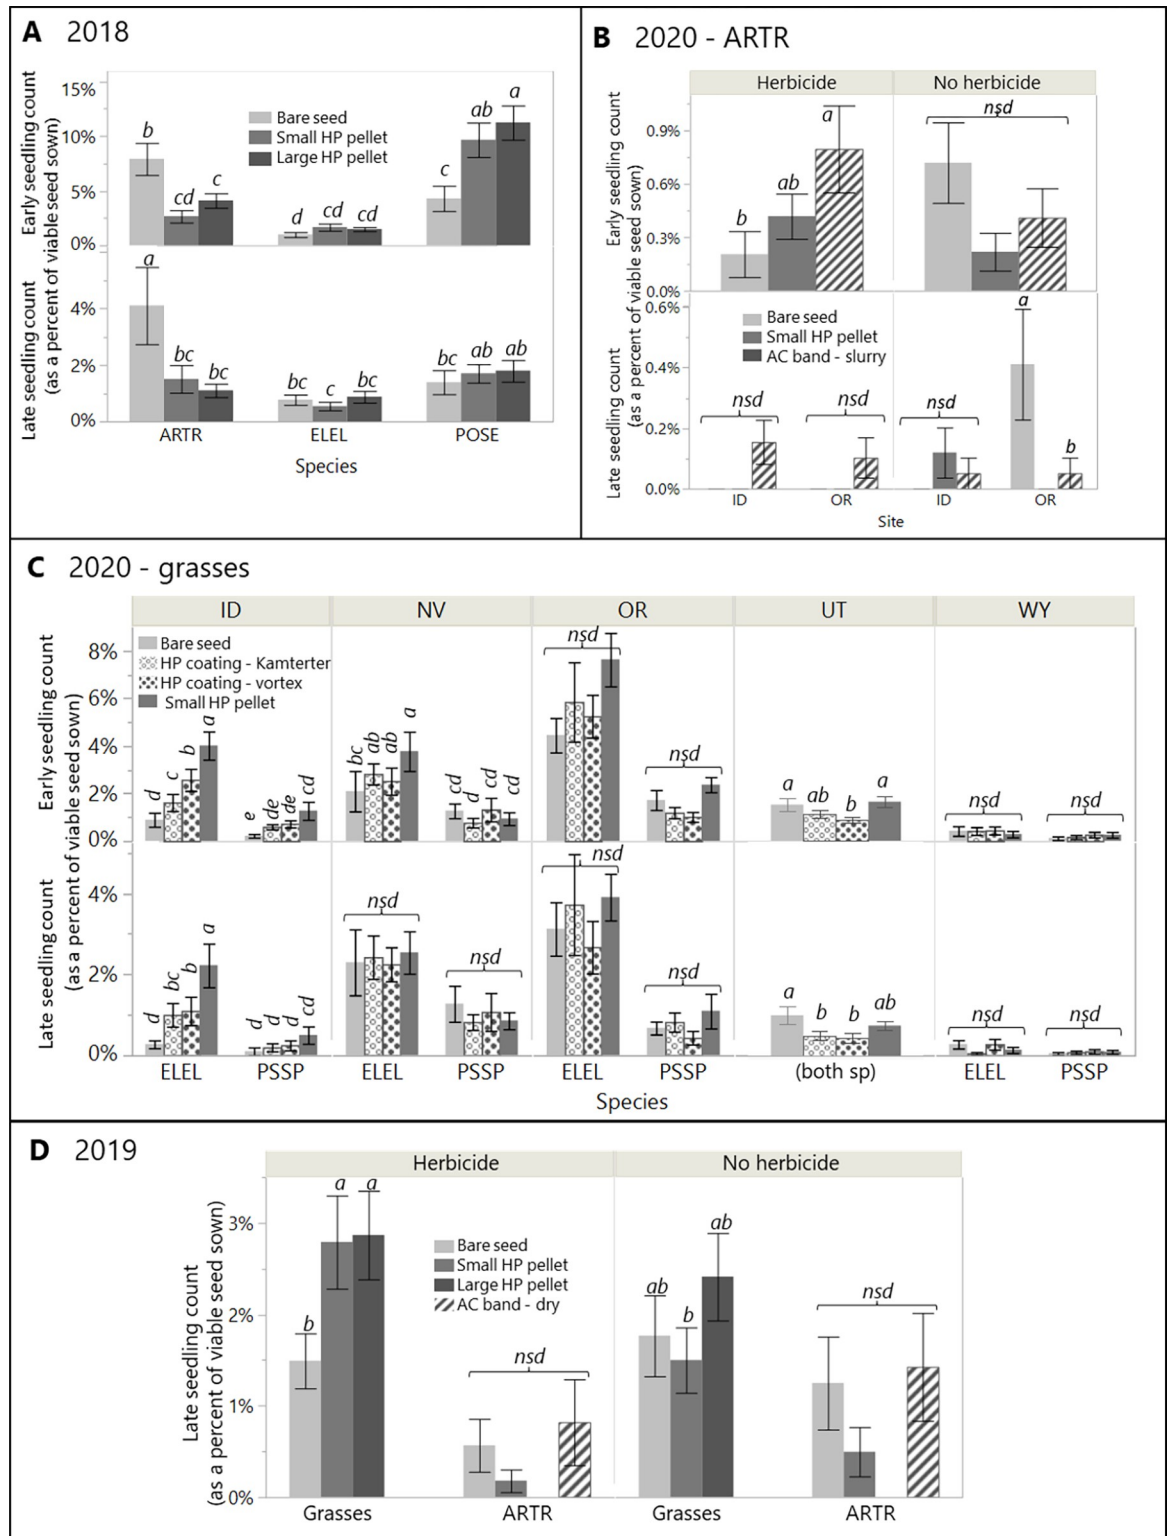 A 2018
Early seedling count
(as a percent of viable seed sown)
Late seedling count
15%
10%
5%
0%
4%
2%
0%
Bare seed
Small HP pellet
Large HP pellet
b
cd
c
d
cd
cd
c
ab
a
a
bc
bc
bc
c
bc
bc
ab
ab
ARTR
ELEL
POSE
Species
B 2020 - ARTR
Herbicide
No herbicide
Early seedling count
(as a percent of viable seed sown)
Late seedling count
0.9%
0.6%
0.3%
0.0%
0.6%
0.4%
0.2%
0.0%
b
ab
a
nsd
Bare seed
Small HP pellet
AC band - slurry
nsd
nsd
nsd
a
b
ID
OR
ID
OR
Site
C 2020 - grasses
ID
NV
OR
UT
WY
Early seedling count
(as a percent of viable seed sown)
Late seedling count
8%
6%
4%
2%
0%
4%
2%
0%
Bare seed
HP coating - Kamterter
HP coating - vortex
Small HP pellet
d
c
b
a
e
de
de
cd
bc
ab
ab
a
cd
d
cd
cd
nsd
nsd
a
ab
b
a
nsd
nsd
d
bc
b
a
d
d
d
cd
nsd
nsd
nsd
nsd
a
b
b
ab
nsd
nsd
ELEL
PSSP
ELEL
PSSP
ELEL
PSSP
(both sp)
ELEL
PSSP
Species
D 2019
Herbicide
No herbicide
Late seedling count
(as a percent of viable seed sown)
3%
2%
1%
0%
Bare seed
Small HP pellet
Large HP pellet
AC band - dry
b
a
a
nsd
ab
b
ab
nsd
Grasses
ARTR
Grasses
ARTR